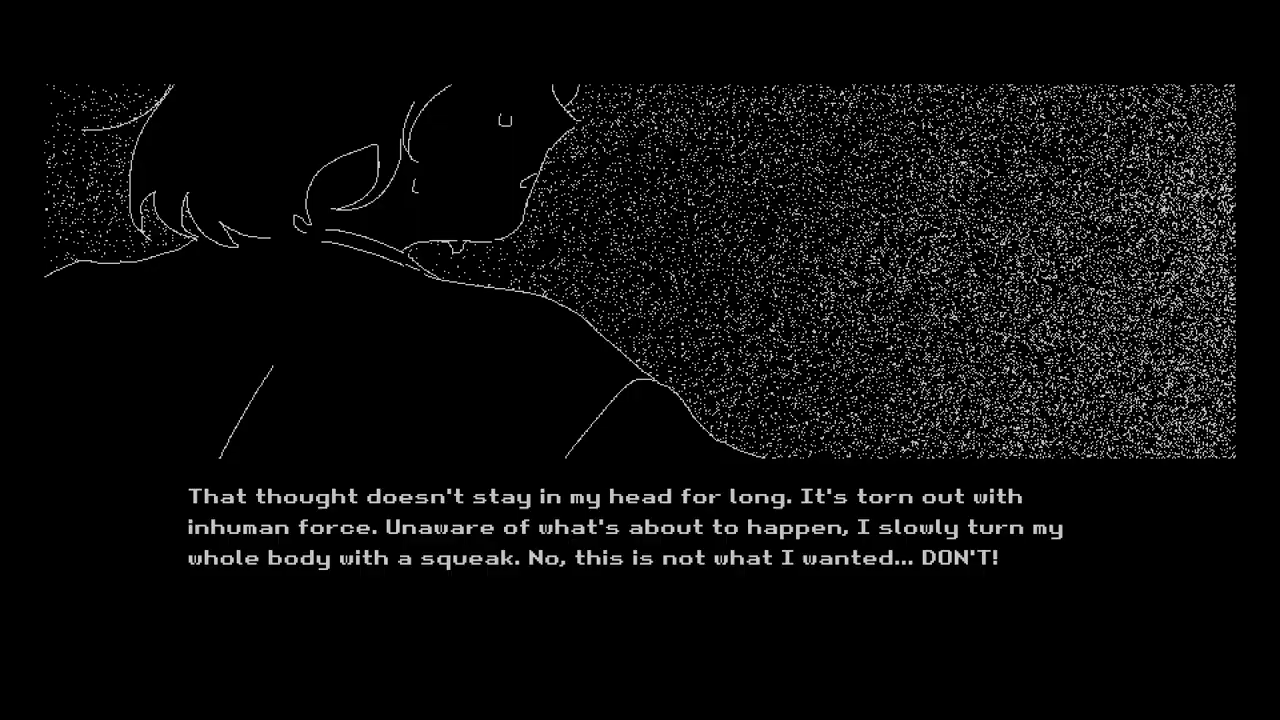 That thought doesn't stay in my head for long. It's torn out with
inhuman force. Unaware of what's about to happen, I slowly turn my
whole body with a squeak. No, this is not what I wanted... DON'T!